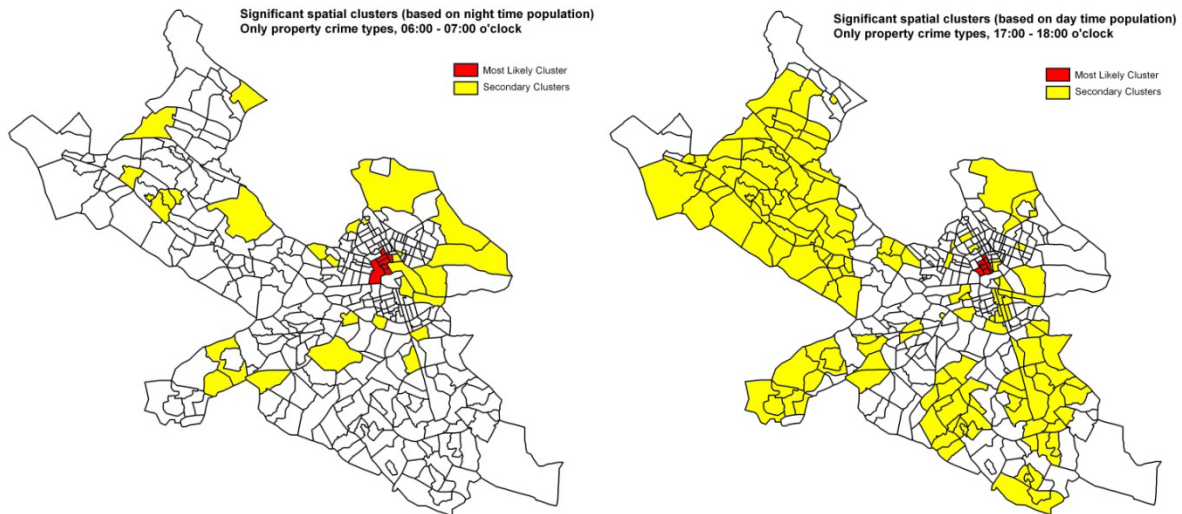 Significant spatial clusters (based on night time population)
Only property crime types, 06:00 - 07:00 o'clock
Most Likely Cluster
Secondary Clusters
Significant spatial clusters (based on day time population)
Only property crime types, 17:00 - 18:00 o'clock
Most Likely Cluster
Secondary Clusters